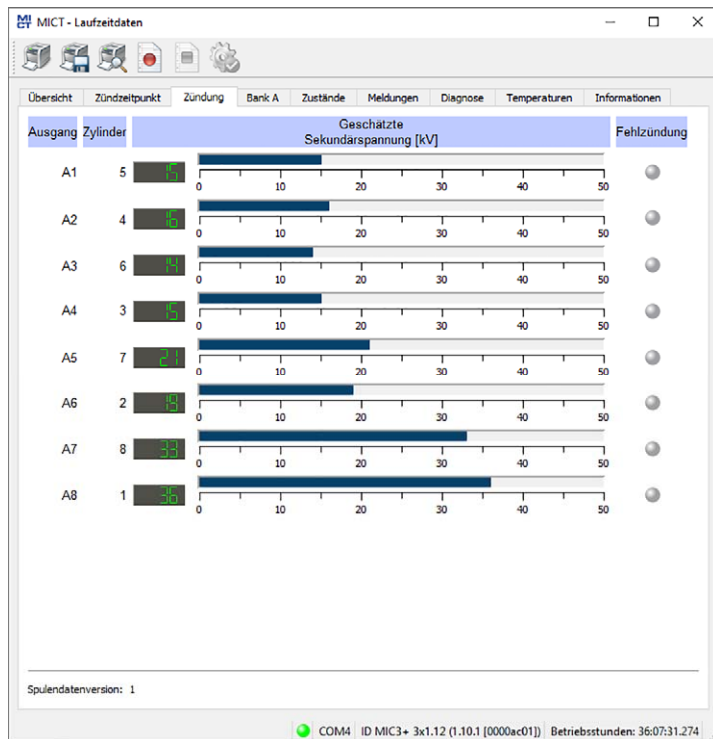 MICT - Laufzeitdaten
Übersicht Zündzeitpunkt Zündung Bank A Zustände Meldungen Diagnose Temperaturen Informationen
Ausgang Zylinder Geschätzte Sekundärspannung [kV] Fehlzündung
A1 5 15
0 10 20 30 40 50
A2 4 16
0 10 20 30 40 50
A3 6 14
0 10 20 30 40 50
A4 3 15
0 10 20 30 40 50
A5 7 21
0 10 20 30 40 50
A6 2 19
0 10 20 30 40 50
A7 8 33
0 10 20 30 40 50
A8 1 36
0 10 20 30 40 50
Spulendatenversion: 1
COM4 ID MIC3+ 3x1.12 (1.10.1 [0000ac01]) Betriebsstunden: 36:07:31.274